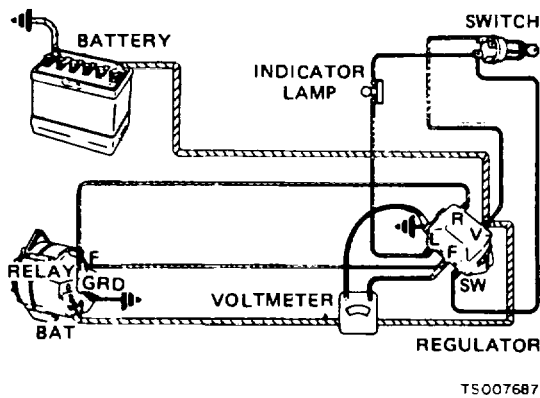 SWITCH
BATTERY
INDICATOR
LAMP
R
V
L
F
F
RELAY
GRD
SW
VOLTMETER
BAT
REGULATOR
TS007687